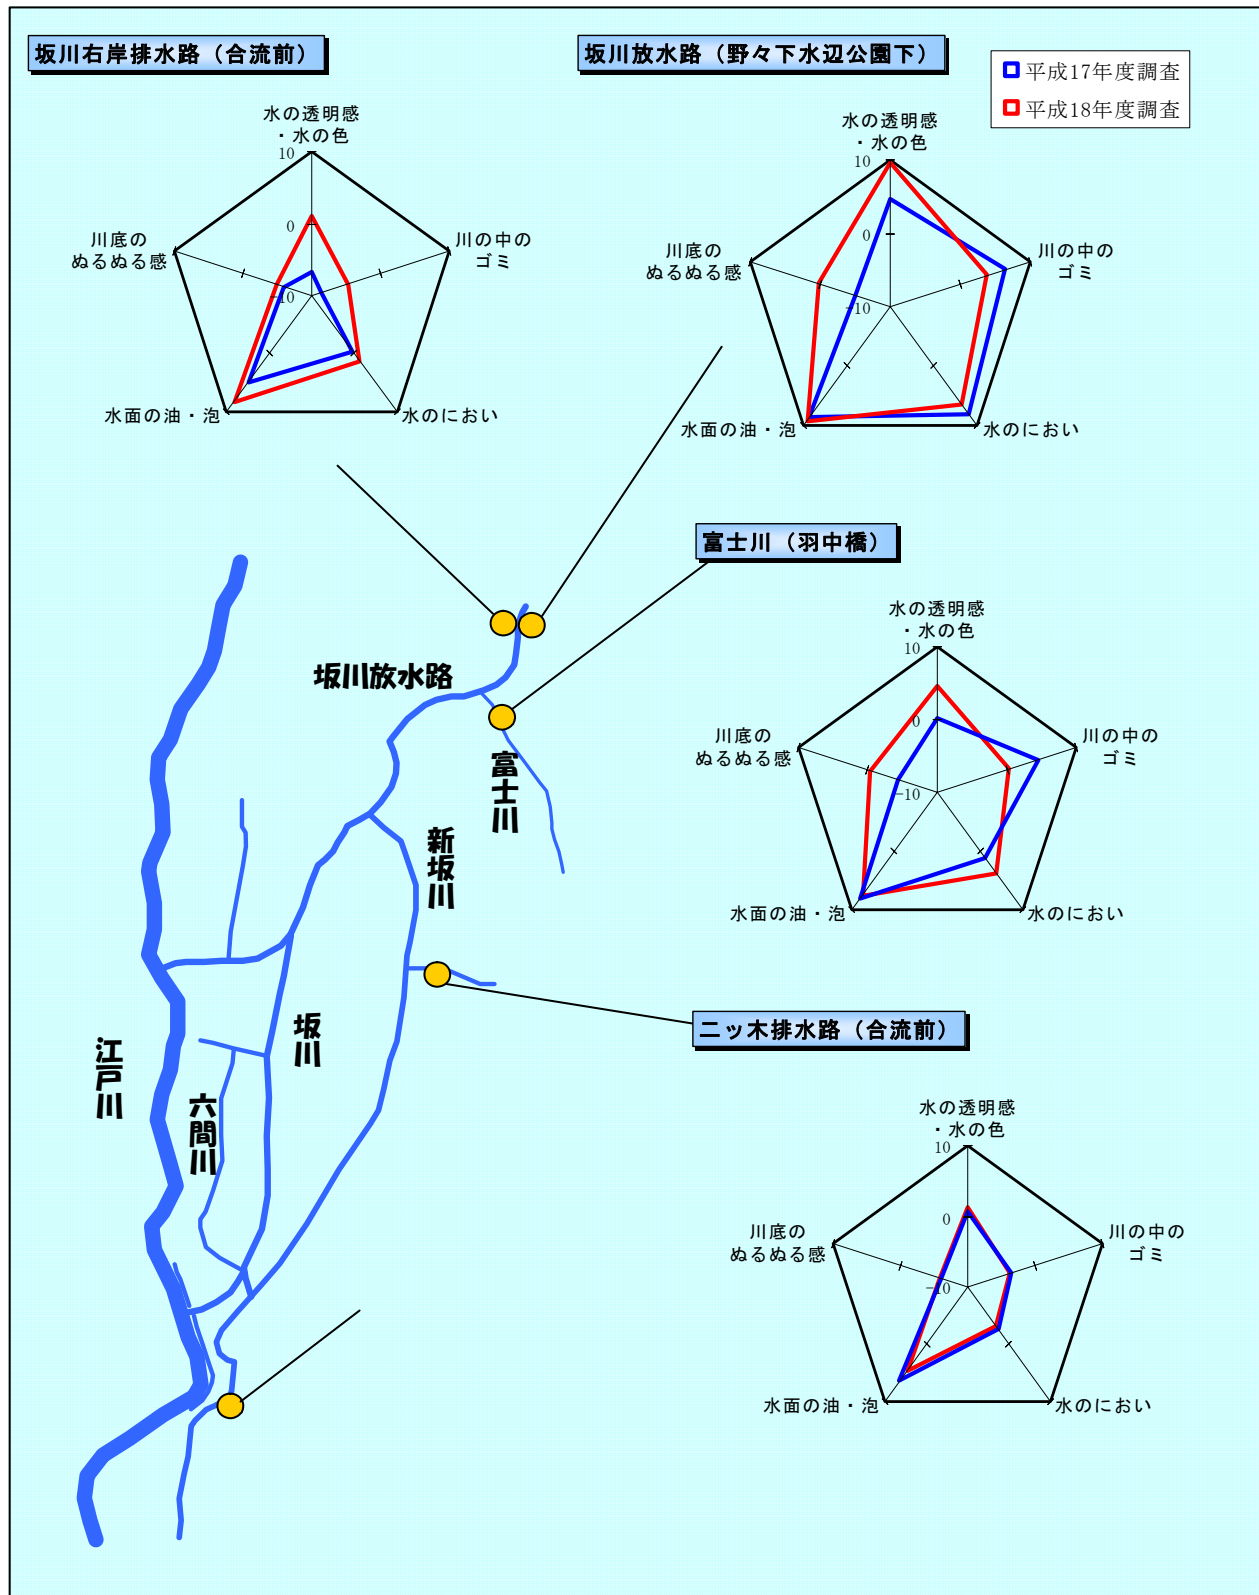 坂川右岸排水路（合流前）
水の透明感
・水の色
10
0
-10
川の中の
ゴミ
水のにおい
水面の油・泡
川底の
ぬるぬる感
坂川放水路（野々下水辺公園下）
水の透明感
・水の色
10
0
-10
川の中の
ゴミ
水のにおい
水面の油・泡
川底の
ぬるぬる感
平成17年度調査
平成18年度調査
富士川（羽中橋）
水の透明感
・水の色
10
0
-10
川の中の
ゴミ
水のにおい
水面の油・泡
川底の
ぬるぬる感
坂川放水路
富士川
新坂川
坂川
江戸川
六間川
二ッ木排水路（合流前）
水の透明感
・水の色
10
0
-10
川の中の
ゴミ
水のにおい
水面の油・泡
川底の
ぬるぬる感